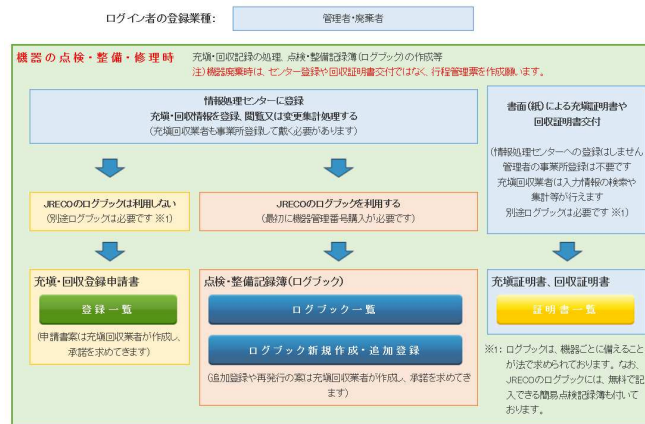 ログイン者の登録業種:
管理者・廃棄者
機器の点検・整備・修理時
充填・回収記録の処理、点検・整備記録簿(ログブック)の作成等
注)機器廃棄時は、センター登録や回収証明書交付ではなく、行程管理票を作成願います。
情報処理センターに登録
充填・回収情報を登録、閲覧又は変更集計処理する
(充填回収業者も事業所登録して戴く必要があります)
書面(紙)による充填証明書や
回収証明書交付
(情報処理センターへの登録はしません
管理者の事業所登録は不要です
充填回収業者は入力情報の検索や
集計等が行えます
別途ログブックは必要です ※1)
JRECOのログブックは利用しない
(別途ログブックは必要です ※1)
JRECOのログブックを利用する
(最初に機器管理番号購入が必要です)
充填・回収登録申請書
登録一覧
(申請書案は充填回収業者が作成し、
承諾を求めてきます)
点検・整備記録簿(ログブック)
ログブック一覧
ログブック新規作成・追加登録
(追加登録や再発行の案は充填回収業者が作成し、承諾を求めてき
ます)
充填証明書、回収証明書
証明書一覧
※1: ログブックは、機器ごとに備えること
が法で求められております。なお、
JRECOのログブックには、無料で記
入できる簡易点検記録簿も付いて
おります。